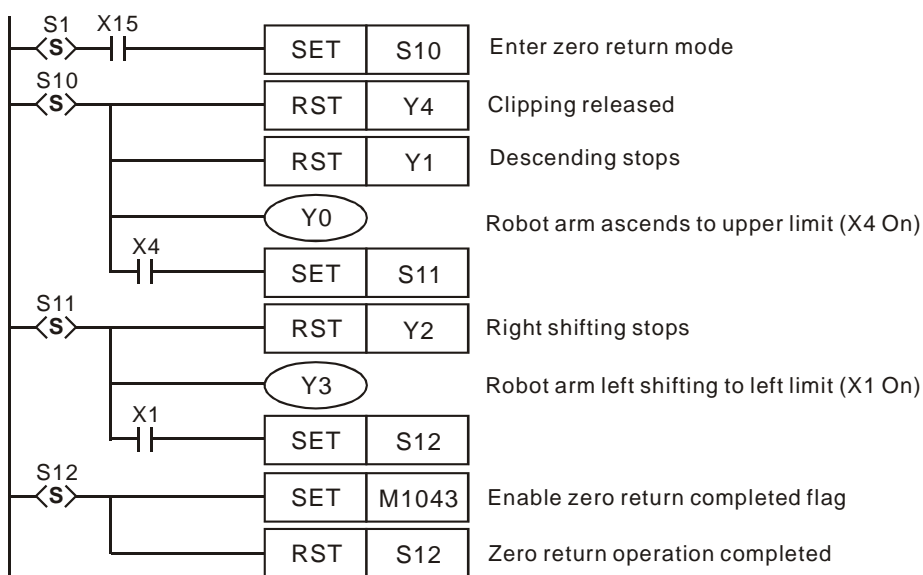 S1 X15
S SET S10 Enter zero return mode
S10
S RST Y4 Clipping released
RST Y1 Descending stops
Y0 Robot arm ascends to upper limit (X4 On)
X4
SET S11
S11
S RST Y2 Right shifting stops
Y3 Robot arm left shifting to left limit (X1 On)
X1
SET S12
S12
S SET M1043 Enable zero return completed flag
RST S12 Zero return operation completed